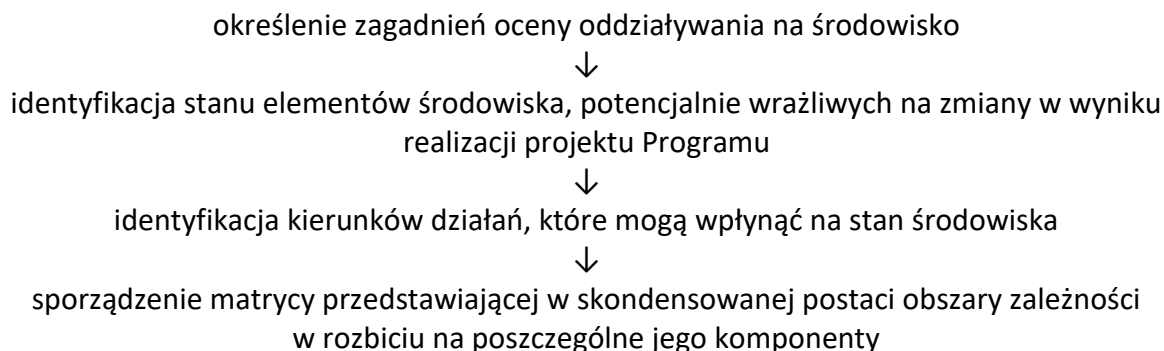 określenie zagadnień oceny oddziaływania na środowisko
↓
identyfikacja stanu elementów środowiska, potencjalnie wrażliwych na zmiany w wyniku
realizacji projektu Programu
↓
identyfikacja kierunków działań, które mogą wpłynąć na stan środowiska
↓
sporządzenie matrycy przedstawiającej w skondensowanej postaci obszary zależności
w rozbiciu na poszczególne jego komponenty